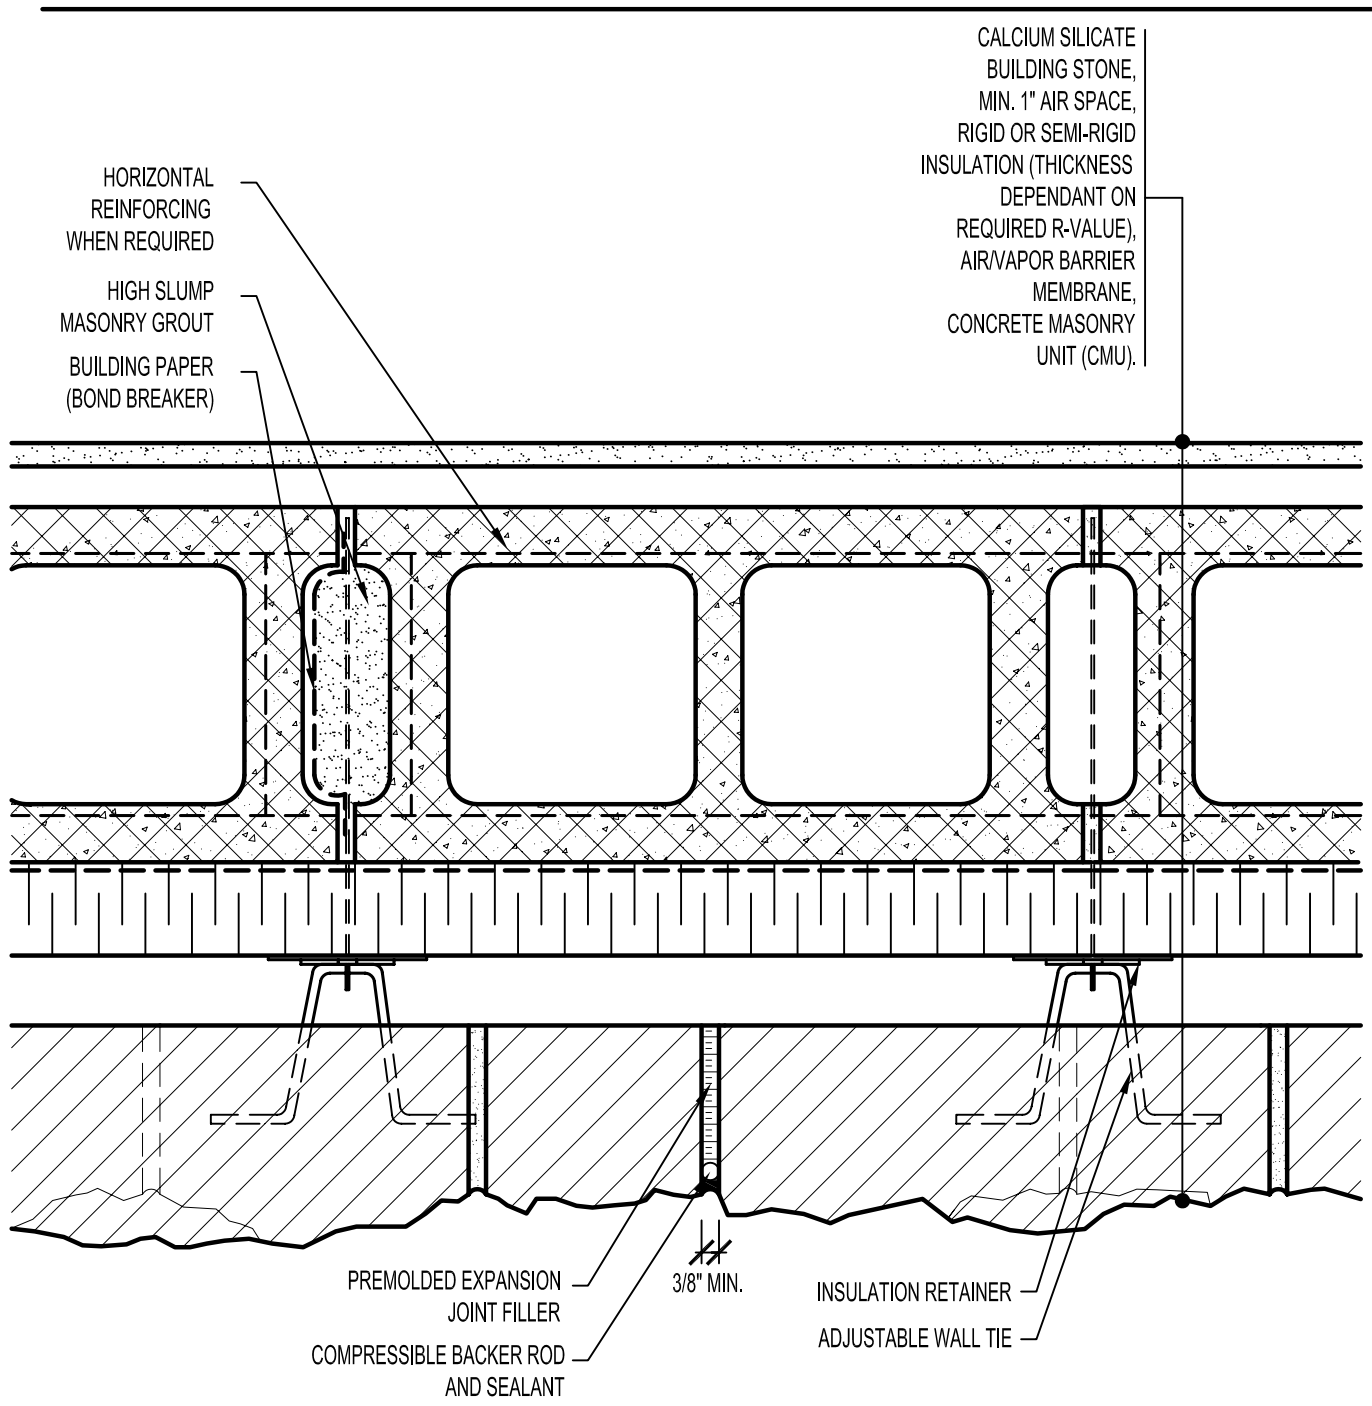 CALCIUM SILICATE
BUILDING STONE,
MIN. 1" AIR SPACE,
RIGID OR SEMI-RIGID
INSULATION (THICKNESS
DEPENDANT ON
REQUIRED R-VALUE),
AIR/VAPOR BARRIER
MEMBRANE,
CONCRETE MASONRY
UNIT (CMU).
HORIZONTAL
REINFORCING
WHEN REQUIRED
HIGH SLUMP
MASONRY GROUT
BUILDING PAPER
(BOND BREAKER)
PREMOLDED EXPANSION
JOINT FILLER
COMPRESSIBLE BACKER ROD
AND SEALANT
3/8" MIN.
INSULATION RETAINER
ADJUSTABLE WALL TIE